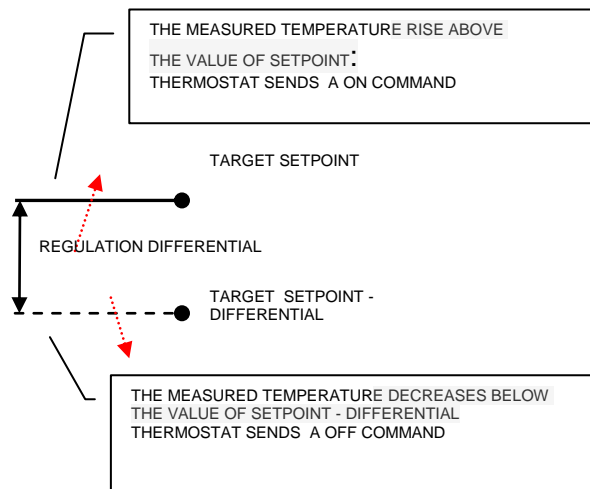 THE MEASURED TEMPERATURE RISE ABOVE
THE VALUE OF SETPOINT:
THERMOSTAT SENDS A ON COMMAND
TARGET SETPOINT
REGULATION DIFFERENTIAL
TARGET SETPOINT -
DIFFERENTIAL
THE MEASURED TEMPERATURE DECREASES BELOW
THE VALUE OF SETPOINT - DIFFERENTIAL
THERMOSTAT SENDS A OFF COMMAND